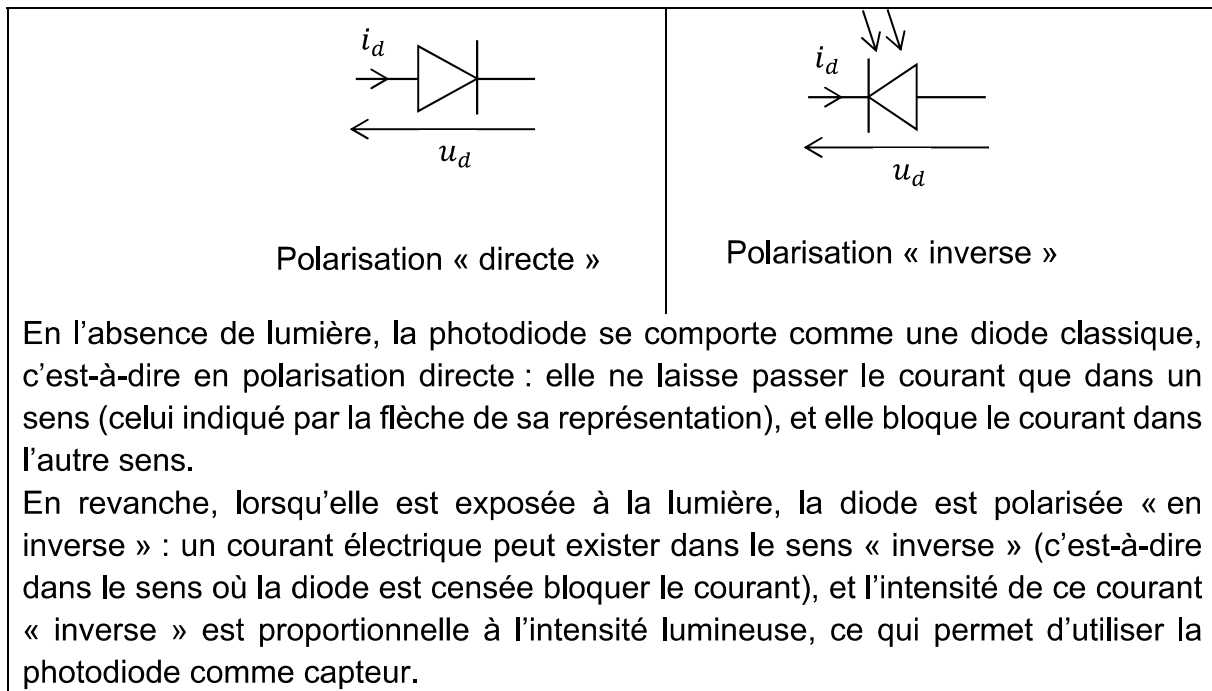 i_d
u_d
Polarisation « directe »
i_d
u_d
Polarisation « inverse »
En l’absence de lumière, la photodiode se comporte comme une diode classique,
c’est-à-dire en polarisation directe : elle ne laisse passer le courant que dans un
sens (celui indiqué par la flèche de sa représentation), et elle bloque le courant dans
l’autre sens.
En revanche, lorsqu’elle est exposée à la lumière, la diode est polarisée « en
inverse » : un courant électrique peut exister dans le sens « inverse » (c’est-à-dire
dans le sens où la diode est censée bloquer le courant), et l’intensité de ce courant
« inverse » est proportionnelle à l’intensité lumineuse, ce qui permet d’utiliser la
photodiode comme capteur.